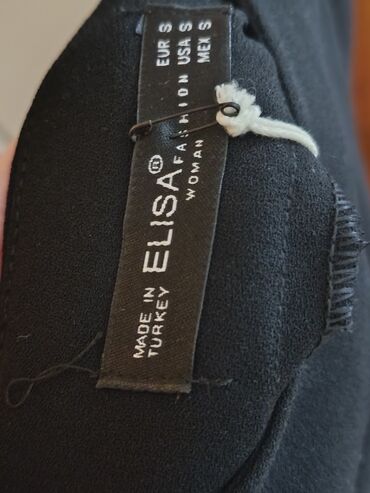 MADE IN
TURKEY
ELISA®
FASHION
WOMAN
EUR S
USA S
MEX S